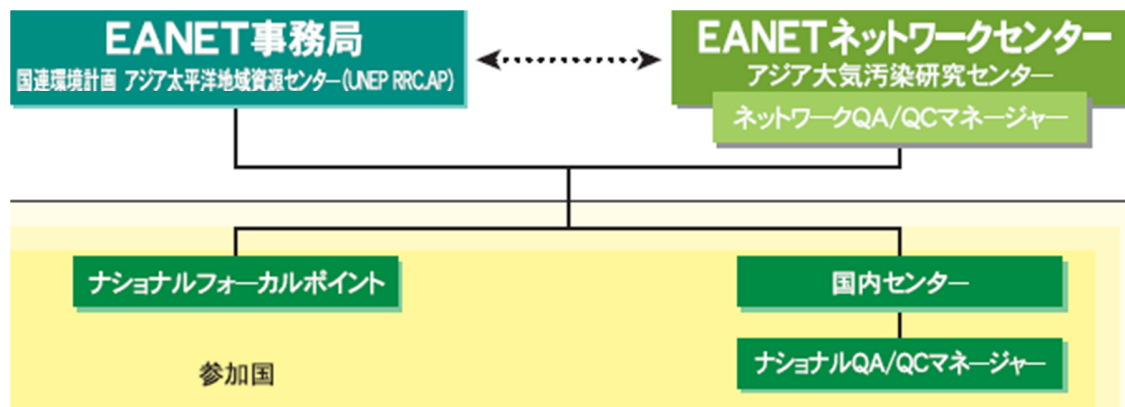 EANET事務局
国連環境計画 アジア太平洋地域資源センター(UNEP RRC.AP)
EANETネットワークセンター
アジア大気汚染研究センター
ネットワークQA/QCマネージャー
ナショナルフォーカルポイント
国内センター
ナショナルQA/QCマネージャー
参加国